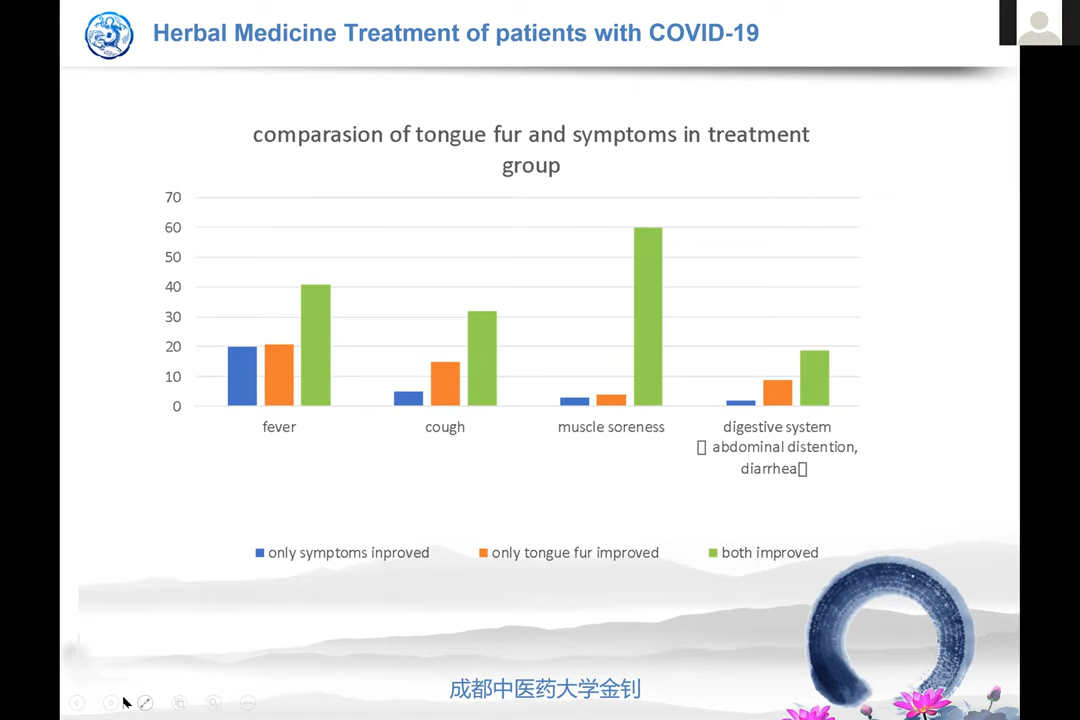 Herbal Medicine Treatment of patients with COVID-19
comparasion of tongue fur and symptoms in treatment
group
70
60
50
40
30
20
10
0
fever
cough
muscle soreness
digestive system
abdominal distention,
diarrhea
only symptoms inproved
only tongue fur improved
both improved
成都中医药大学金钊